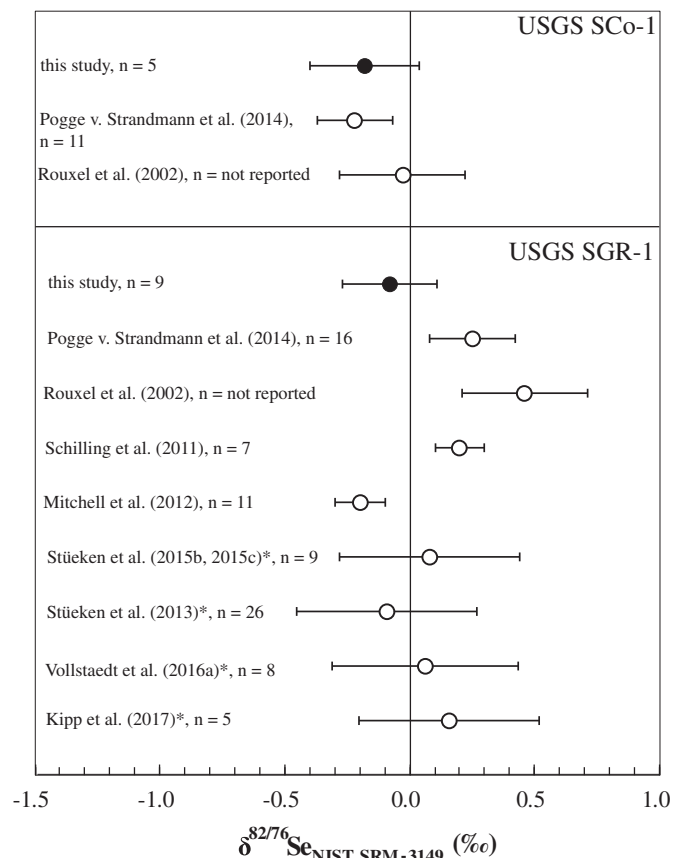 USGS SCo-1
this study, n = 5
Pogge v. Strandmann et al. (2014),
n = 11
Rouxel et al. (2002), n = not reported
USGS SGR-1
this study, n = 9
Pogge v. Strandmann et al. (2014), n = 16
Rouxel et al. (2002), n = not reported
Schilling et al. (2011), n = 7
Mitchell et al. (2012), n = 11
Stüeken et al. (2015b, 2015c)*, n = 9
Stüeken et al. (2013)*, n = 26
Vollstaedt et al. (2016a)*, n = 8
Kipp et al. (2017)*, n = 5
-1.5 -1.0 -0.5 0.0 0.5 1.0
δ82/76SeNIST SRM-3149 (‰)